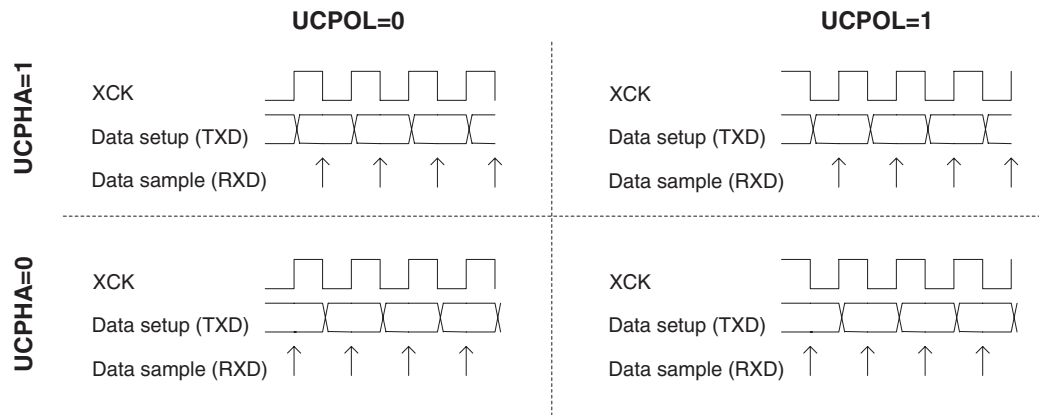 UCPOL=0
UCPOL=1
UCPHA=1
XCK
Data setup (TXD)
Data sample (RXD)
XCK
Data setup (TXD)
Data sample (RXD)
UCPHA=0
XCK
Data setup (TXD)
Data sample (RXD)
XCK
Data setup (TXD)
Data sample (RXD)